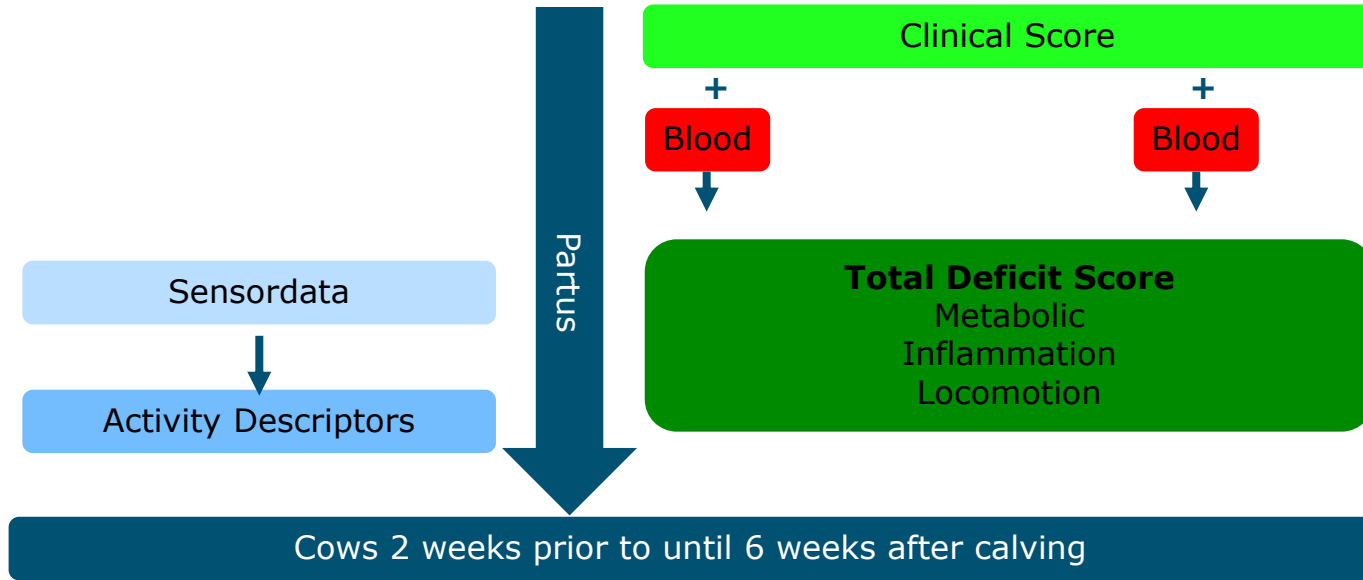 Clinical Score
+ +
Blood Blood
Partus
Sensordata
Activity Descriptors
Total Deficit Score
Metabolic
Inflammation
Locomotion
Cows 2 weeks prior to until 6 weeks after calving